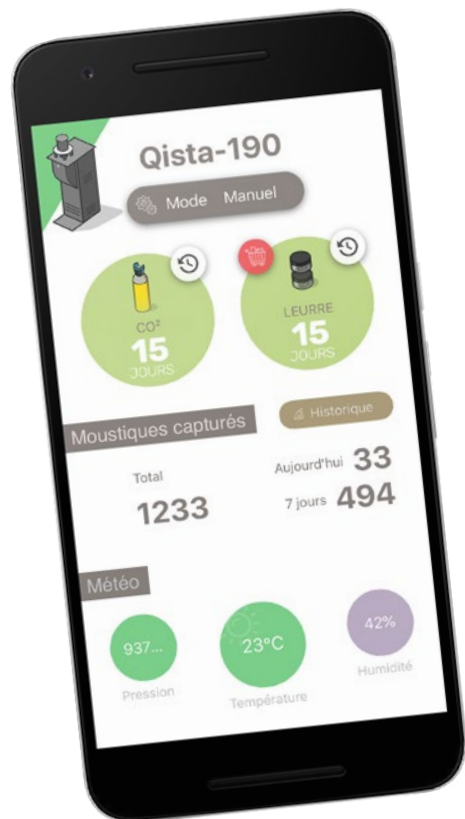 Qista-190
Mode Manuel
CO²
15
JOURS
LEURRE
15
JOURS
Moustiques capturés
Historique
Total
1233
Aujourd'hui 33
7 jours 494
Météo
937...
Pression
23°C
Température
42%
Humidité